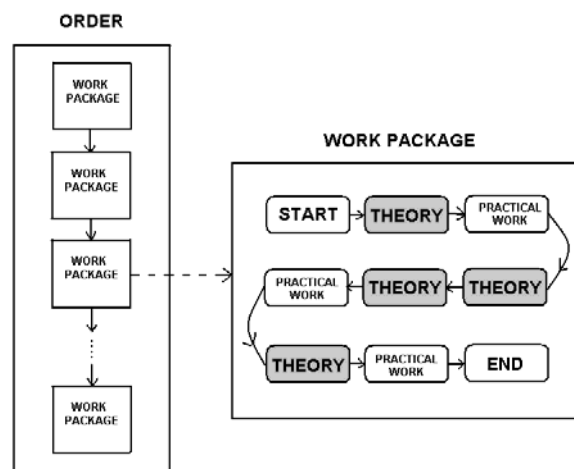 ORDER
WORK
PACKAGE
WORK
PACKAGE
WORK
PACKAGE
WORK
PACKAGE
WORK PACKAGE
START
THEORY
PRACTICAL
WORK
PRACTICAL
WORK
THEORY
THEORY
THEORY
PRACTICAL
WORK
END